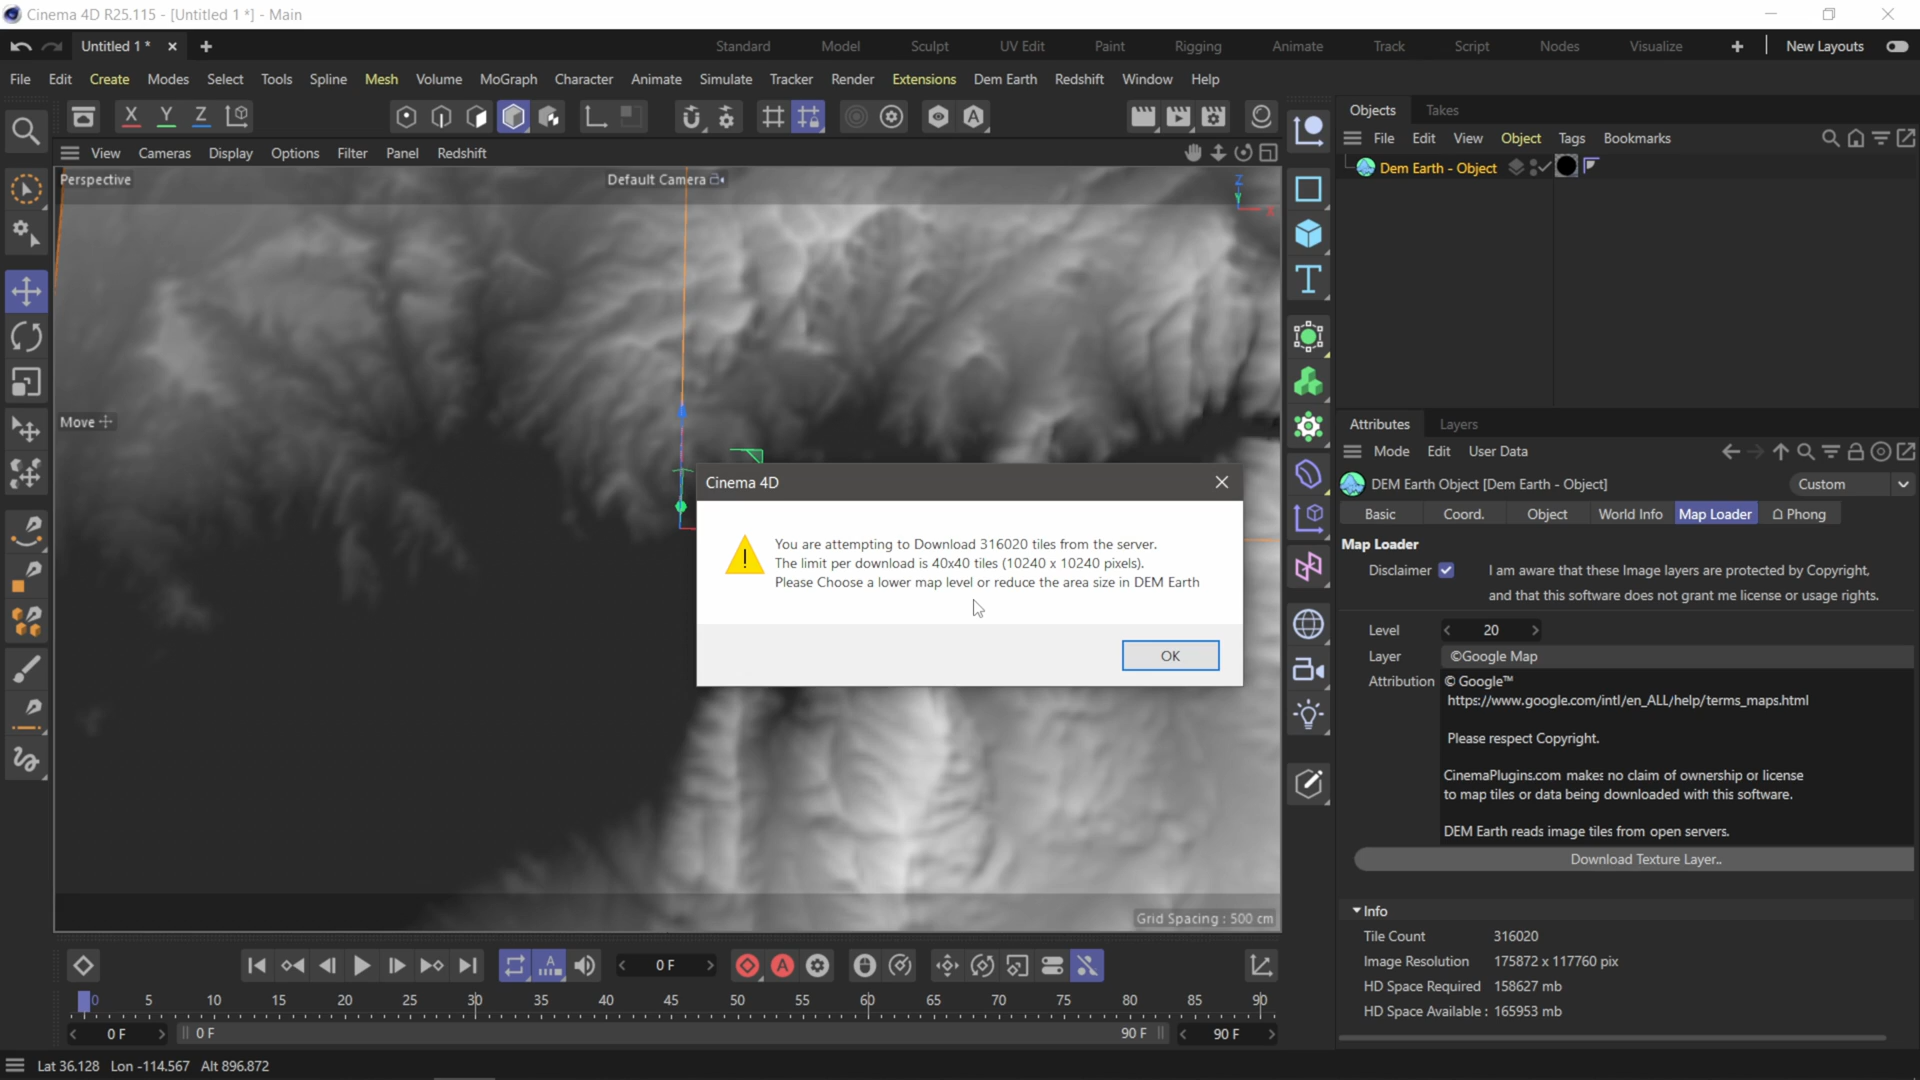 Cinema 4D R25.115 - [Untitled 1 *] - Main
Untitled 1 *
Standard
Model
Sculpt
UV Edit
Paint
Rigging
Animate
Track
Script
Nodes
Visualize
New Layouts
File Edit Create Modes Select Tools Spline Mesh Volume MoGraph Character Animate Simulate Tracker Render Extensions Dem Earth Redshift Window Help
X Y Z
View Cameras Display Options Filter Panel Redshift
Perspective
Default Camera
Z
Y
X
Move
Objects Takes
File Edit View Object Tags Bookmarks
Dem Earth - Object
Cinema 4D
You are attempting to Download 316020 tiles from the server.
The limit per download is 40x40 tiles (10240 x 10240 pixels).
Please Choose a lower map level or reduce the area size in DEM Earth
OK
Grid Spacing : 500 cm
Attributes Layers
Mode Edit User Data
DEM Earth Object [Dem Earth - Object]
Custom
Basic Coord. Object World Info Map Loader Phong
Map Loader
Disclaimer I am aware that these Image layers are protected by Copyright,
and that this software does not grant me license or usage rights.
Level 20
Layer ©Google Map
Attribution © Google™
https://www.google.com/intl/en_ALL/help/terms_maps.html
Please respect Copyright.
CinemaPlugins.com makes no claim of ownership or license
to map tiles or data being downloaded with this software.
DEM Earth reads image tiles from open servers.
Download Texture Layer..
Info
Tile Count 316020
Image Resolution 175872 x 117760 pix
HD Space Required 158627 mb
HD Space Available : 165953 mb
0 F
0 5 10 15 20 25 30 35 40 45 50 55 60 65 70 75 80 85 90
0 F 0 F 90 F 90 F
Lat 36.128 Lon -114.567 Alt 896.872